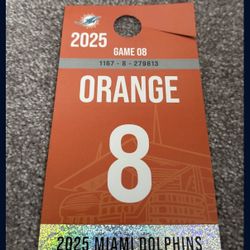 2025
GAME 08
1167 - 8 - 279813
ORANGE
8
2025 MIAMI DOLPHINS